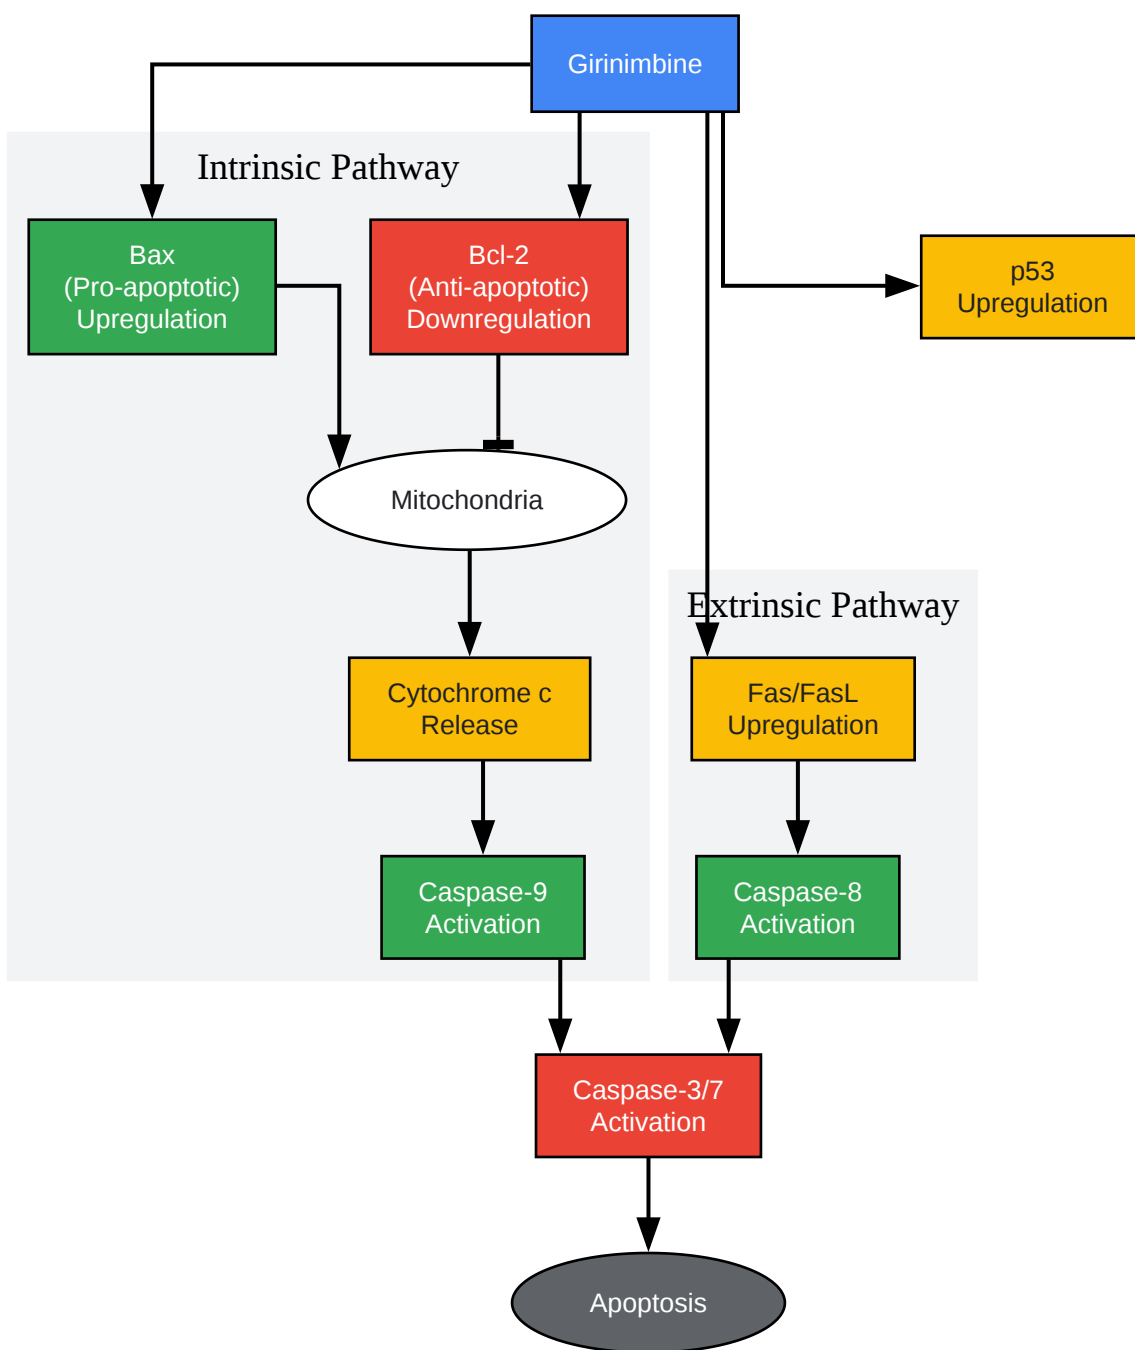 Girinimbine
Intrinsic Pathway
Bax
(Pro-apoptotic)
Upregulation
Bcl-2
(Anti-apoptotic)
Downregulation
p53
Upregulation
Mitochondria
Extrinsic Pathway
Cytochrome c
Release
Fas/FasL
Upregulation
Caspase-9
Activation
Caspase-8
Activation
Caspase-3/7
Activation
Apoptosis